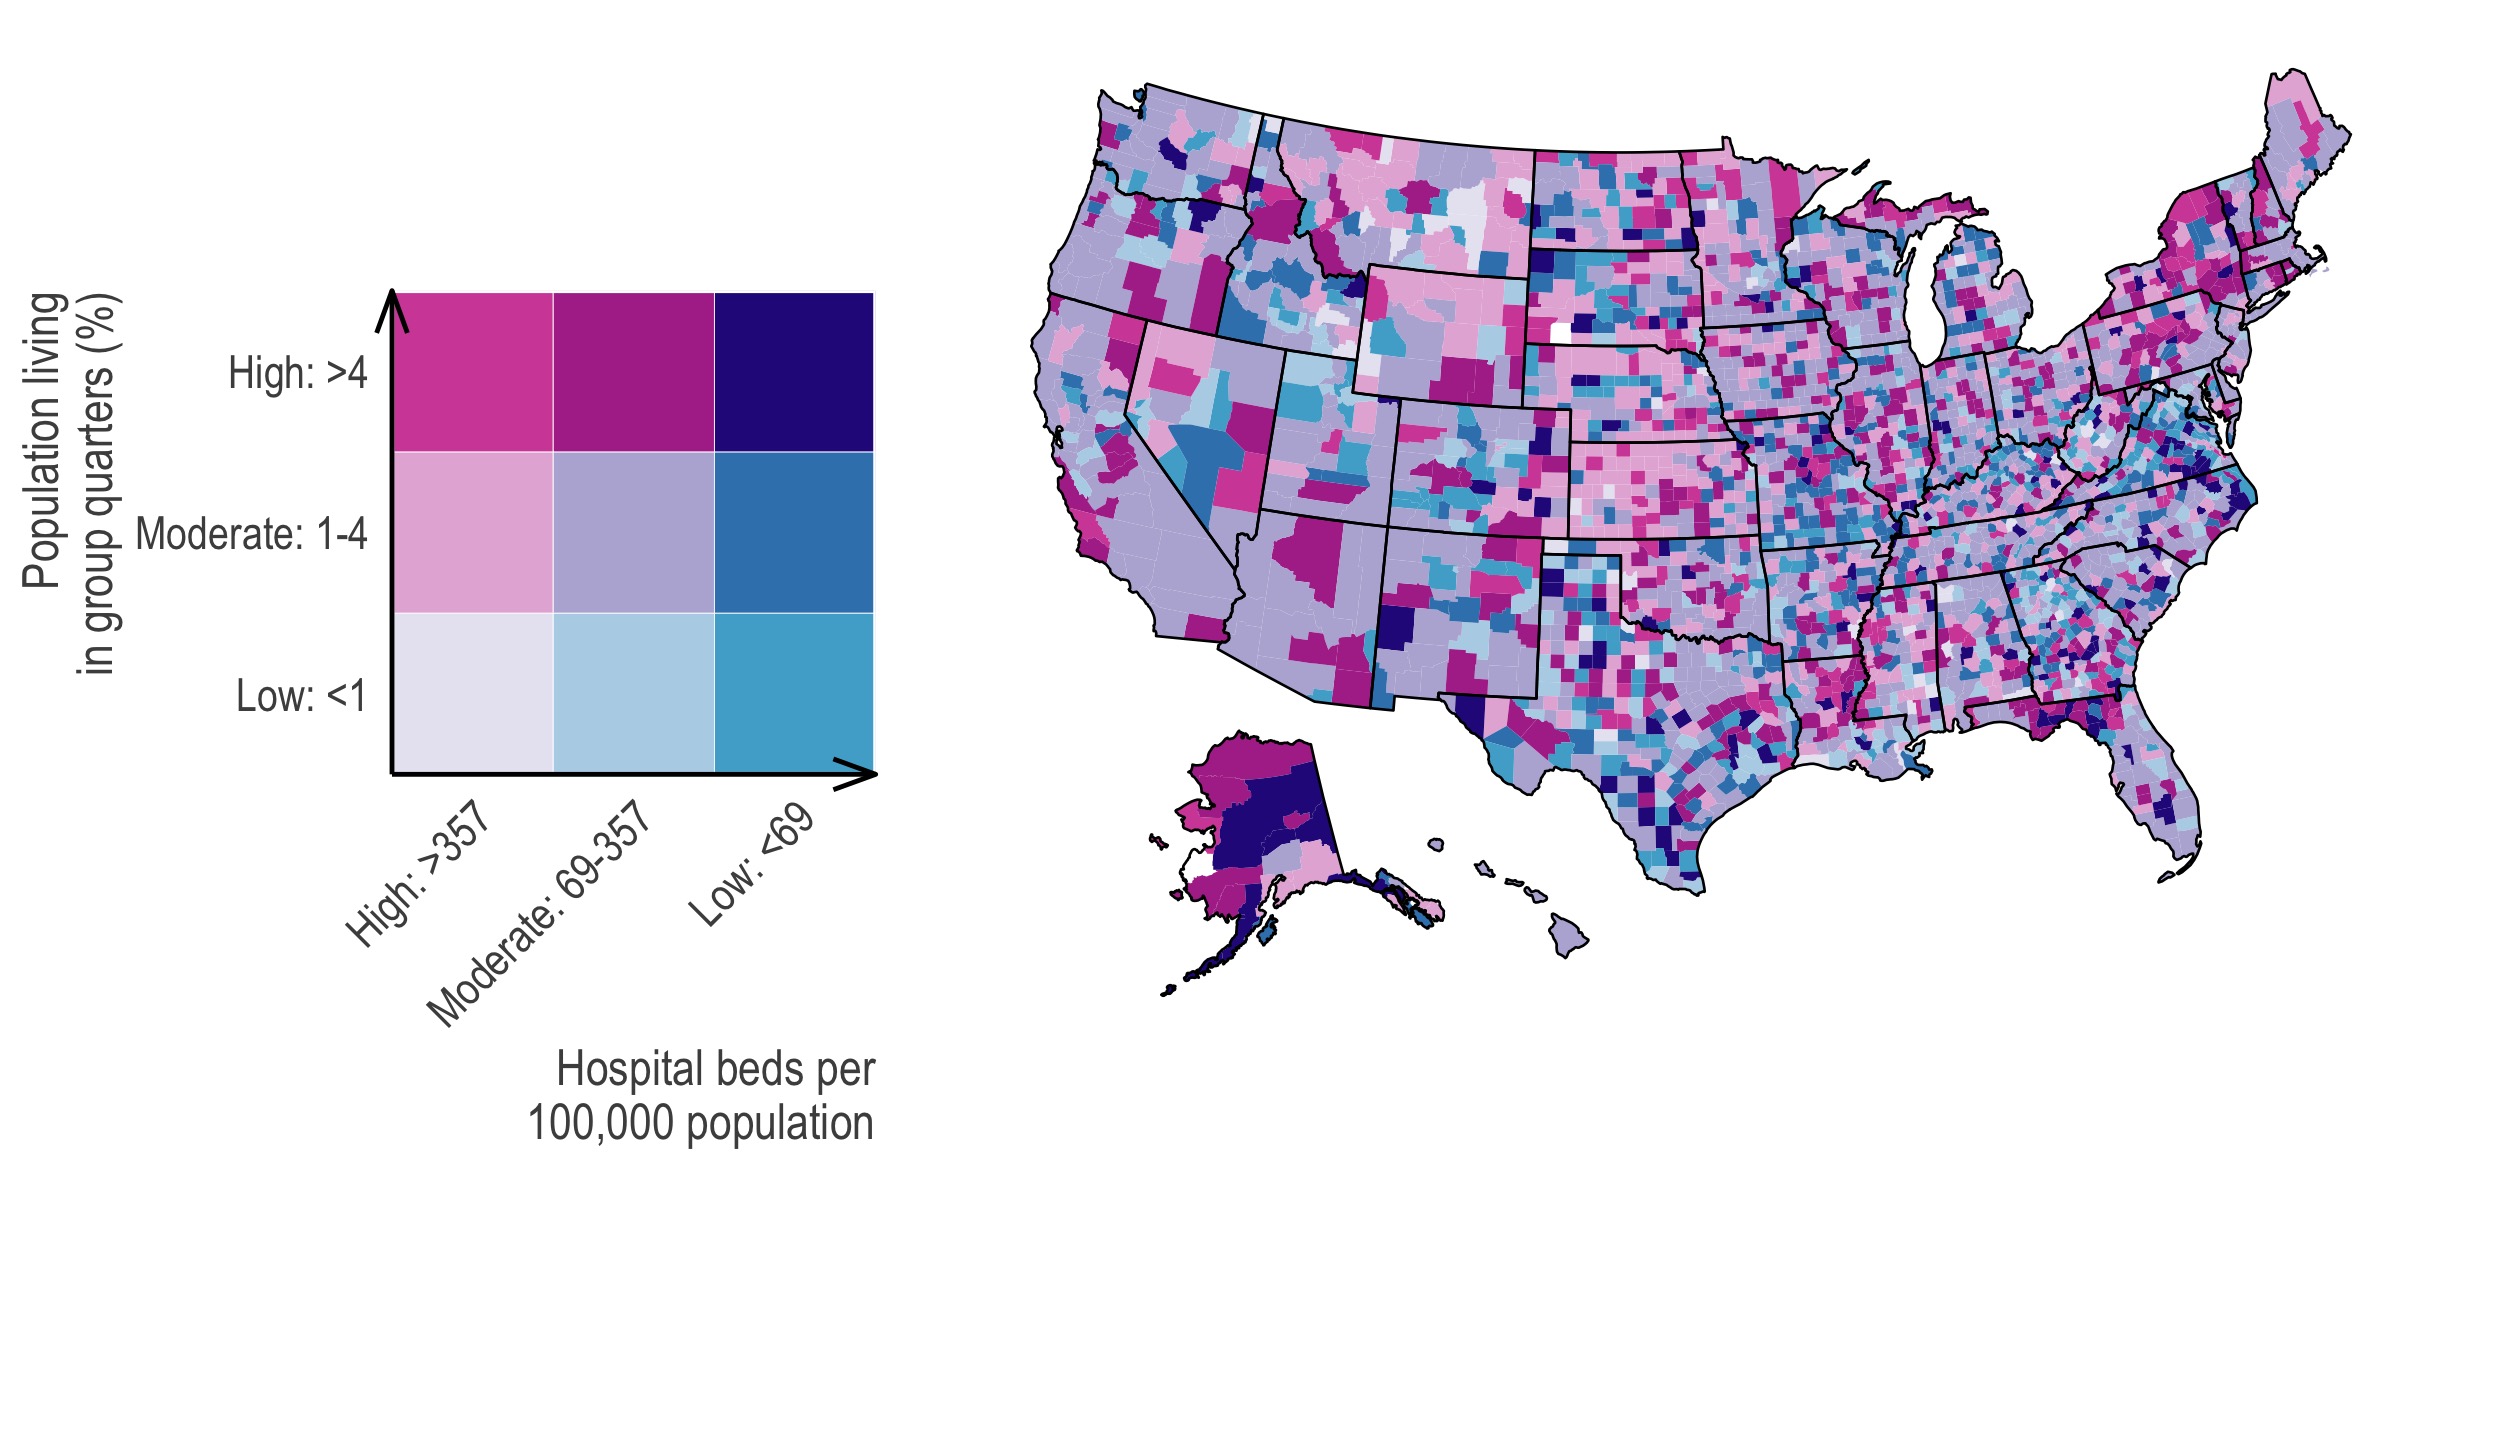 Population living
in group quarters (%)
High: >4
Moderate: 1-4
Low: <1
High: >357
Moderate: 69-357
Low: <69
Hospital beds per
100,000 population